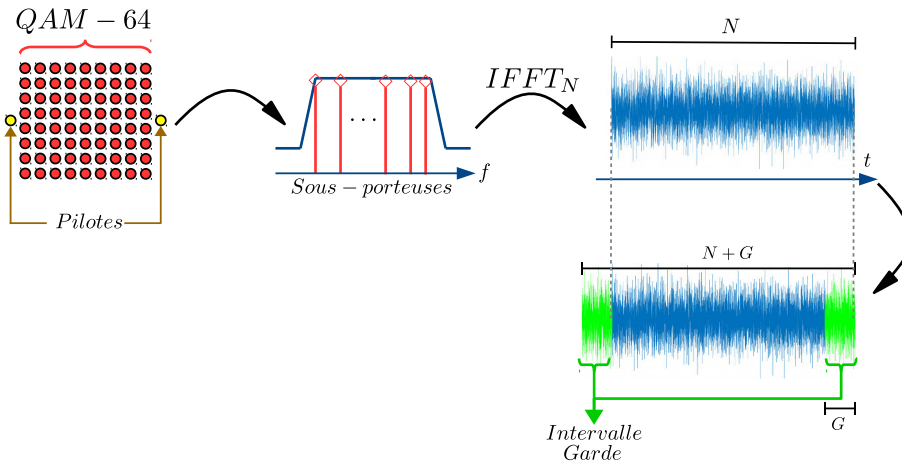 QAM − 64
Pilotes
. . .
f
Sous − porteuses
IFFT_N
N
t
N + G
G
Intervalle
Garde